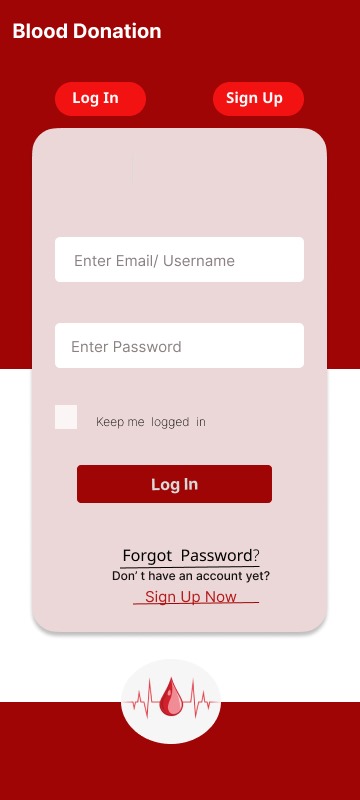 Blood Donation
Log In
Sign Up
Enter Email/ Username
Enter Password
Keep me logged in
Log In
Forgot Password?
Don’ t have an account yet?
Sign Up Now